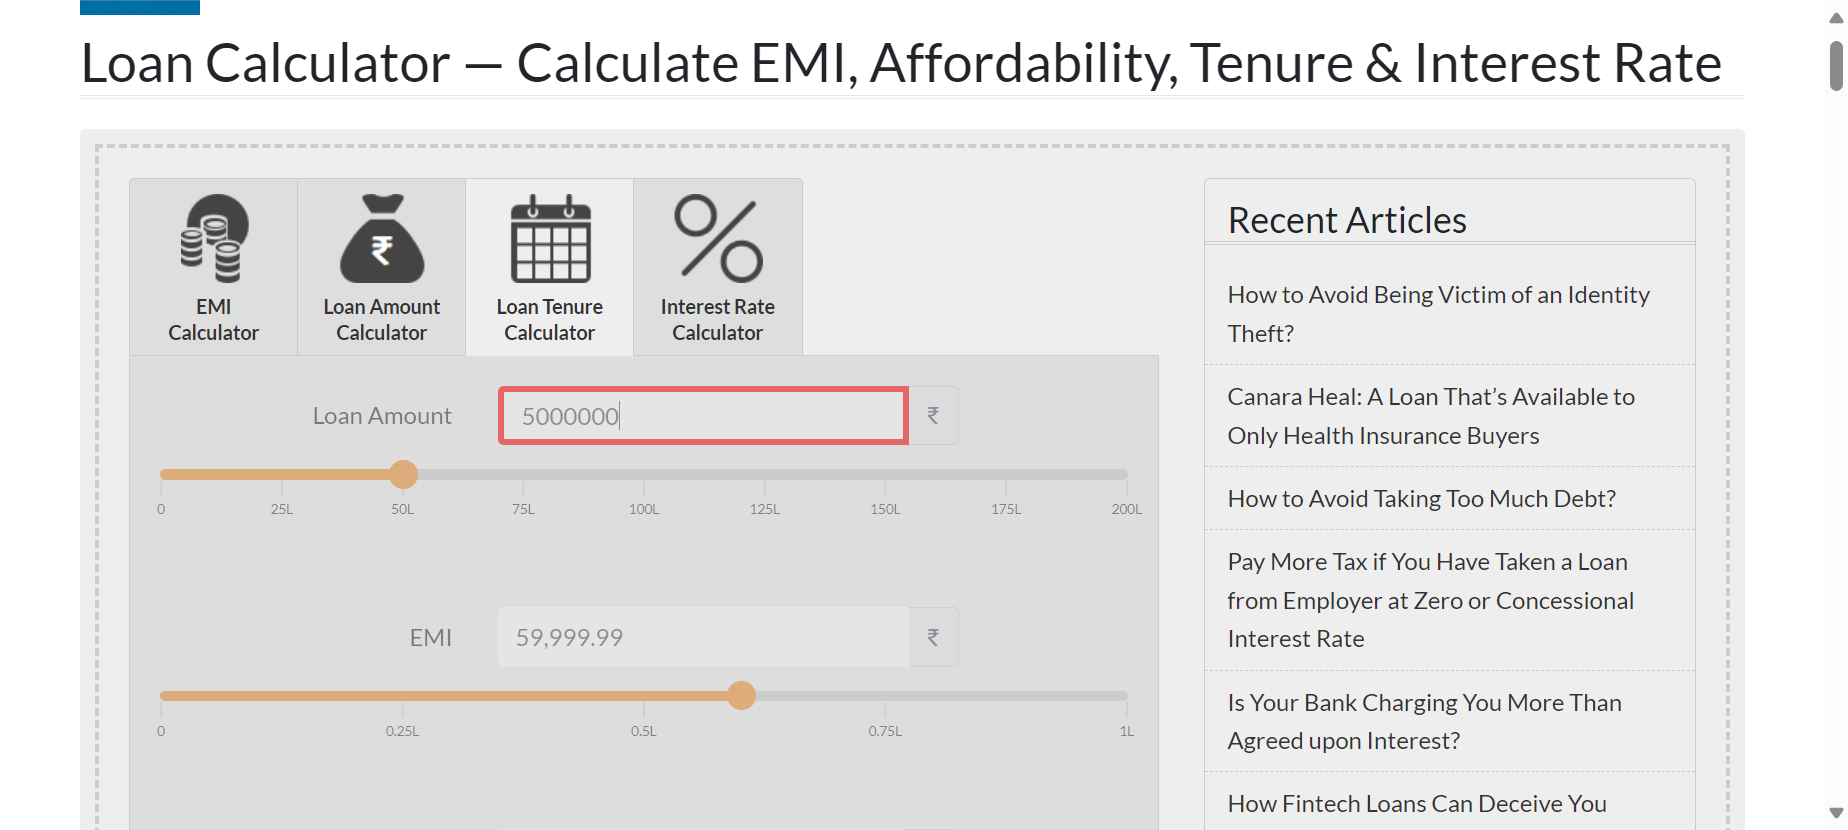 Loan Calculator — Calculate EMI, Affordability, Tenure & Interest Rate
EMI
Calculator
₹
Loan Amount
Calculator
Loan Tenure
Calculator
Interest Rate
Calculator
Loan Amount
5000000
₹
0
25L
50L
75L
100L
125L
150L
175L
200L
EMI
59,999.99
₹
0
0.25L
0.5L
0.75L
1L
Recent Articles
How to Avoid Being Victim of an Identity
Theft?
Canara Heal: A Loan That’s Available to
Only Health Insurance Buyers
How to Avoid Taking Too Much Debt?
Pay More Tax if You Have Taken a Loan
from Employer at Zero or Concessional
Interest Rate
Is Your Bank Charging You More Than
Agreed upon Interest?
How Fintech Loans Can Deceive You